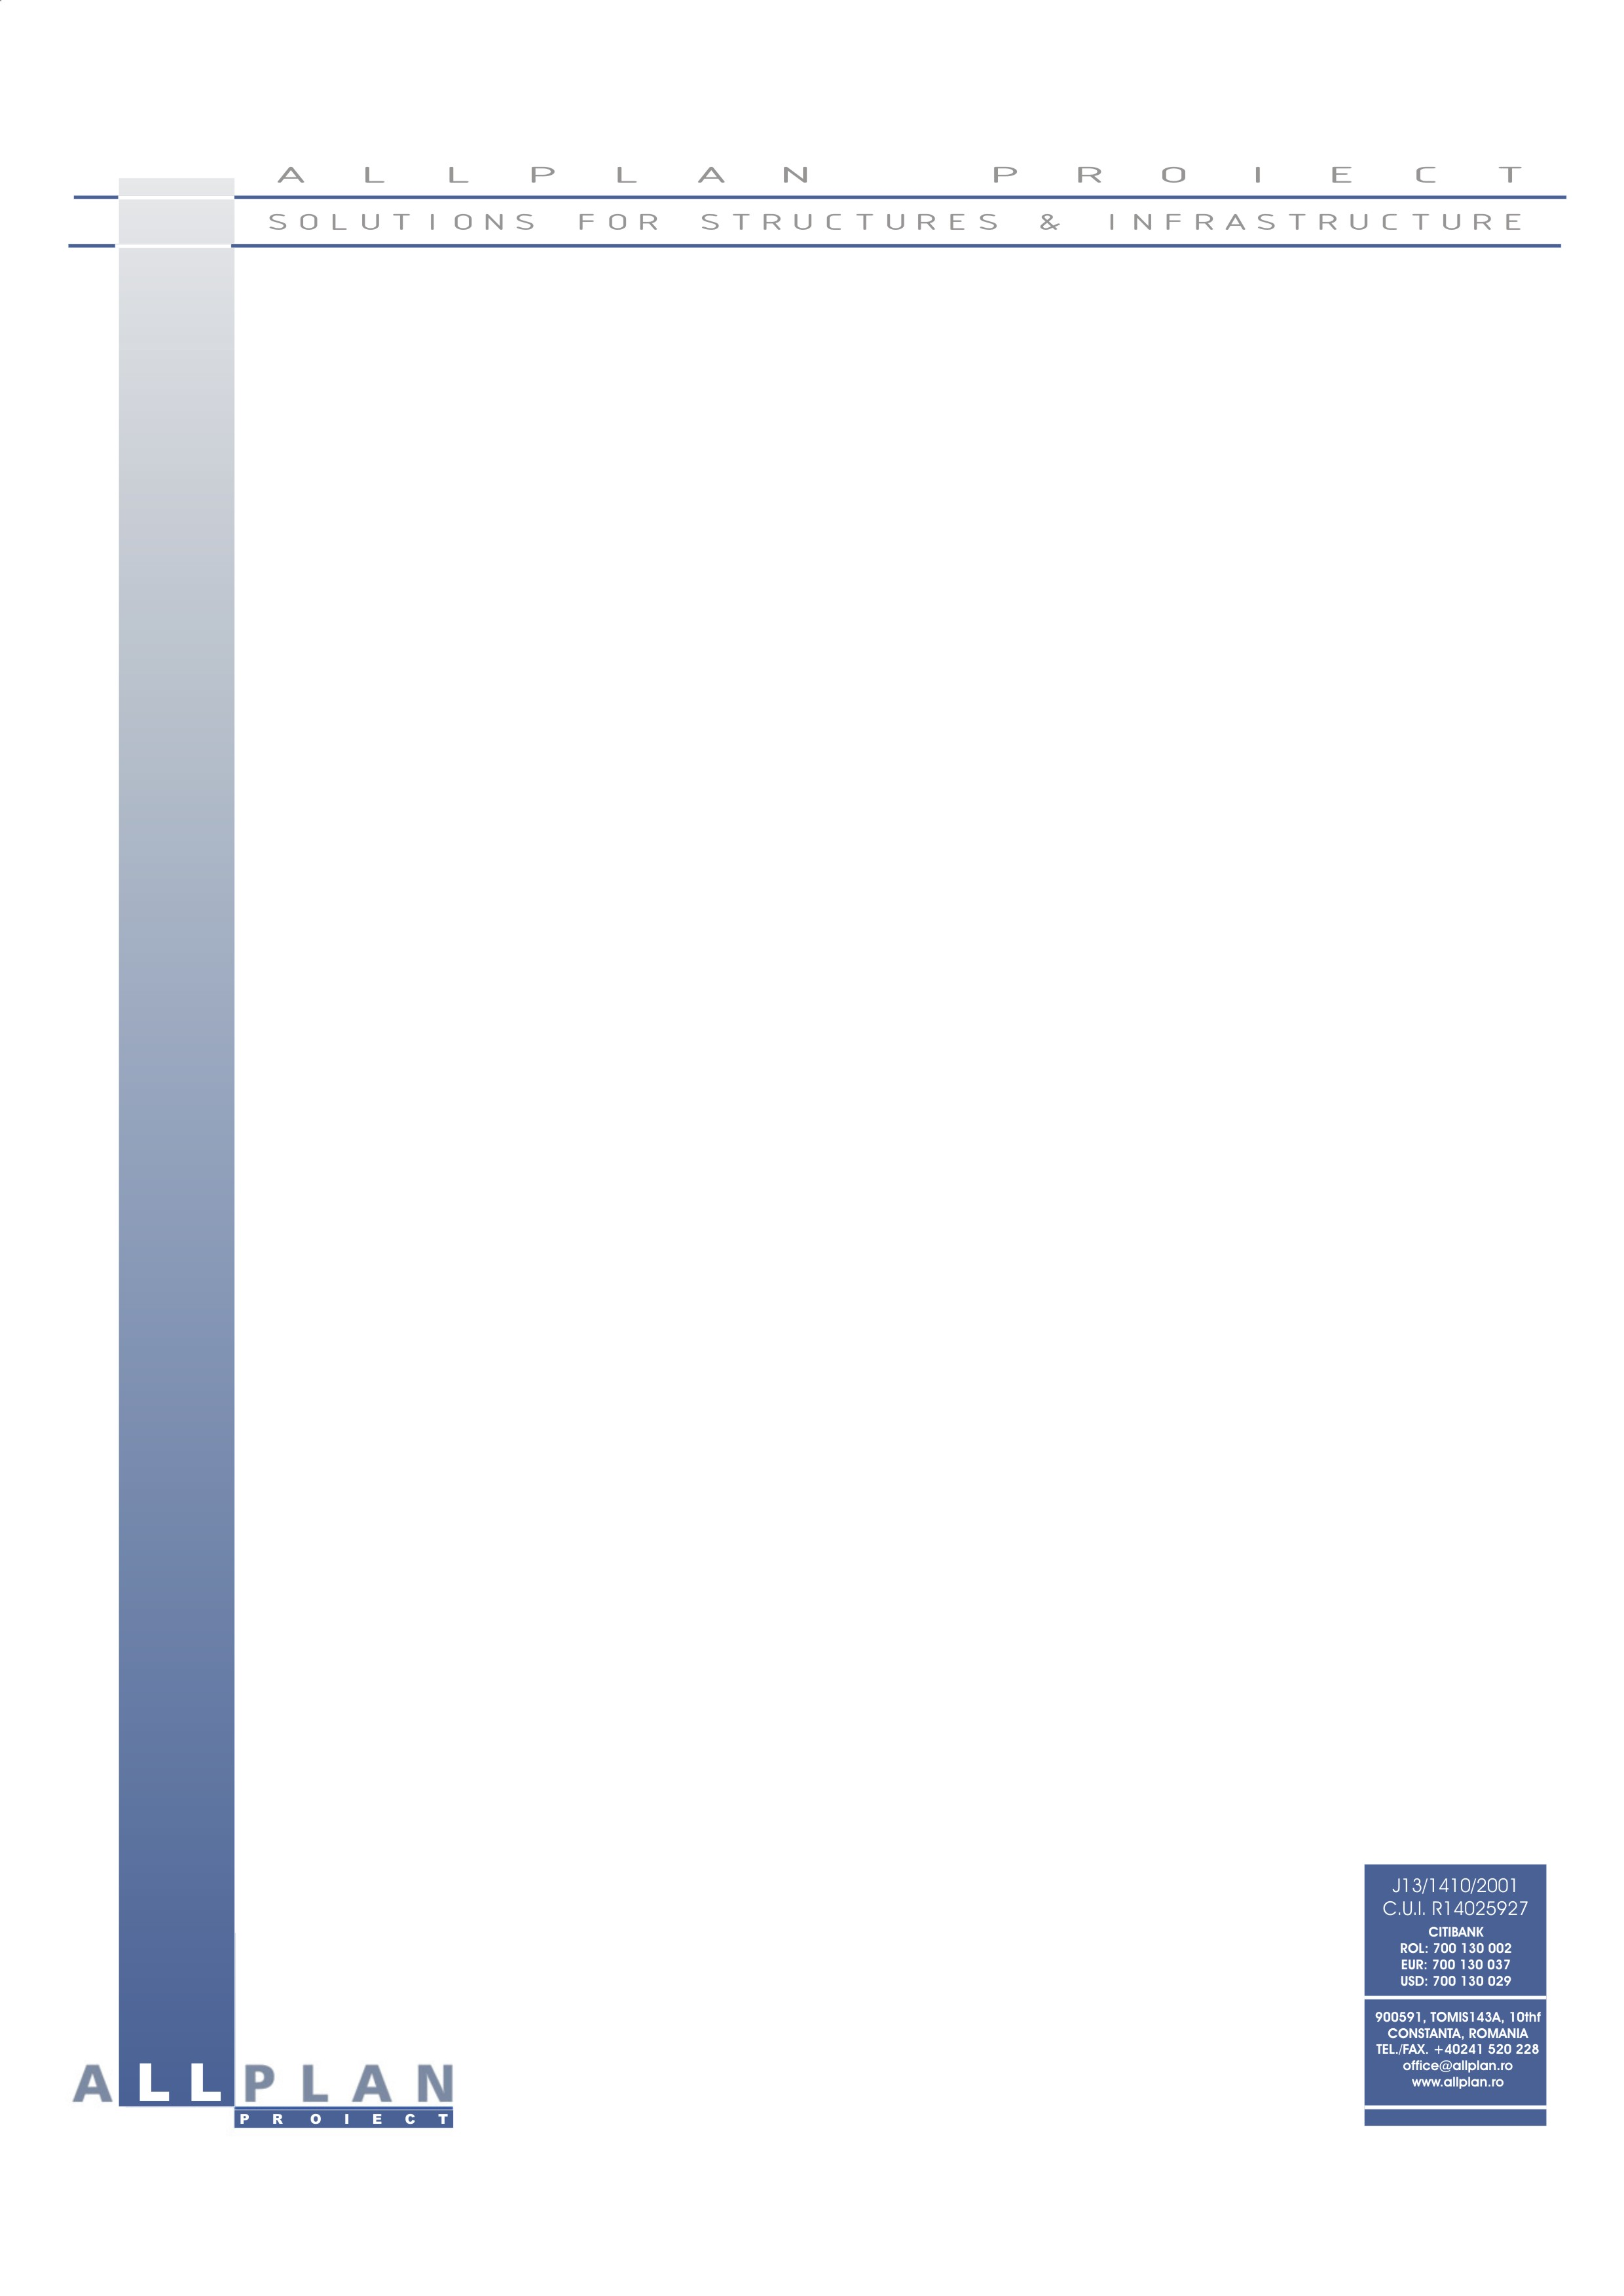 ALLPLAN PROIECT
SOLUTIONS FOR STRUCTURES & INFRASTRUCTURE
J13/1410/2001
C.U.I. R14025927
CITIBANK
ROL: 700 130 002
EUR: 700 130 037
USD: 700 130 029
900591, TOMIS143A, 10thf
CONSTANTA, ROMANIA
TEL./FAX. +40241 520 228
office@allplan.ro
www.allplan.ro
ALLPLAN
PROIECT